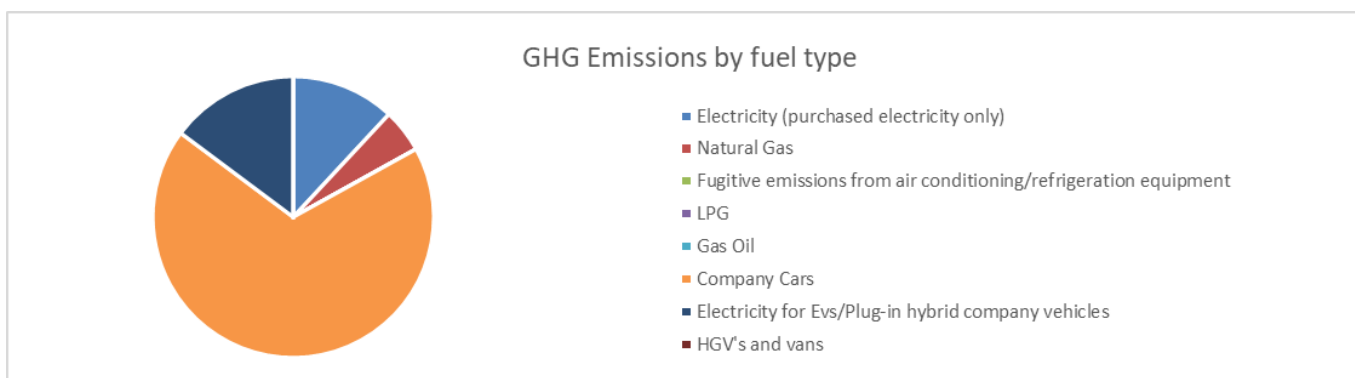 GHG Emissions by fuel type
Electricity (purchased electricity only)
Natural Gas
Fugitive emissions from air conditioning/refrigeration equipment
LPG
Gas Oil
Company Cars
Electricity for Evs/Plug-in hybrid company vehicles
HGV's and vans